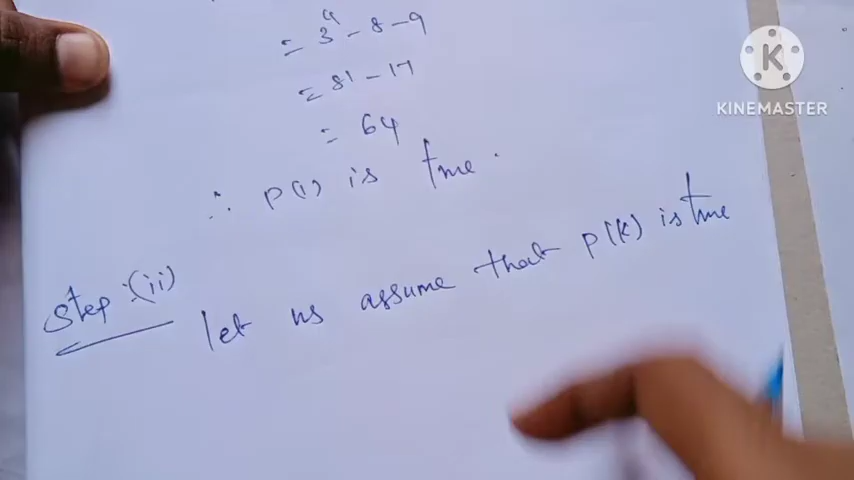 = 3⁴ - 8 - 9
= 81 - 17
= 64
∴ P(1) is true.
Step:(ii)
let us assume that P(K) is true
KINEMASTER